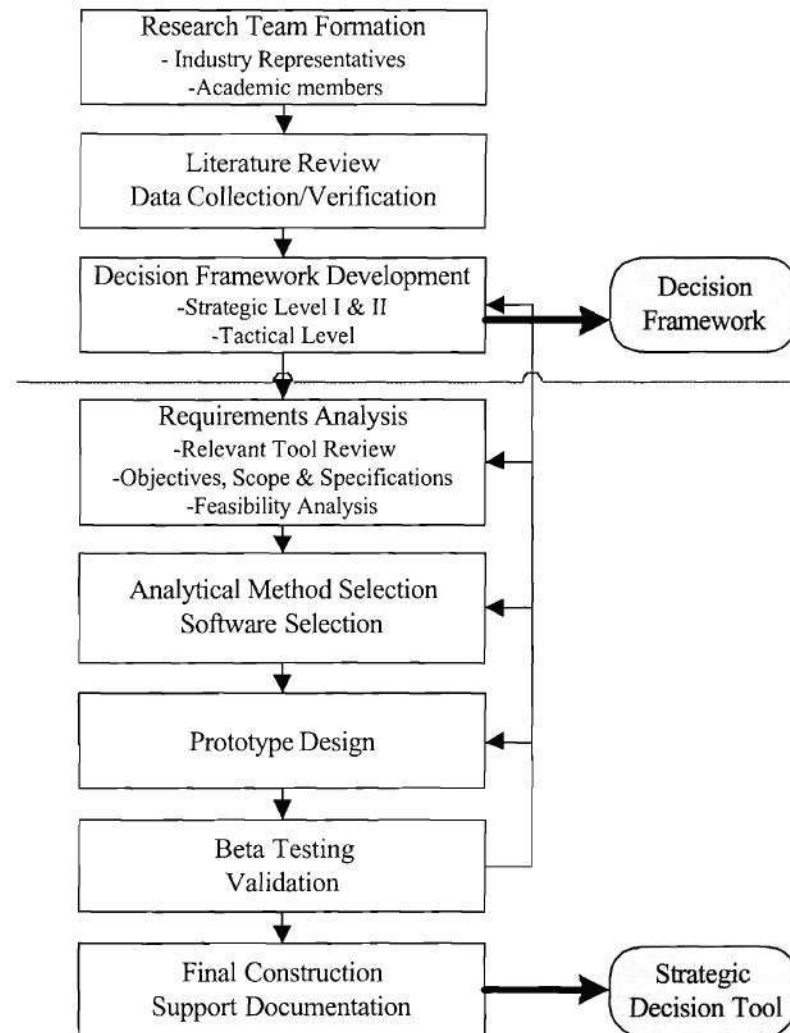 Research Team Formation
- Industry Representatives
-Academic members
Literature Review
Data Collection/Verification
Decision Framework Development
-Strategic Level I & II
-Tactical Level
Decision
Framework
Requirements Analysis
-Relevant Tool Review
-Objectives, Scope & Specifications
-Feasibility Analysis
Analytical Method Selection
Software Selection
Prototype Design
Beta Testing
Validation
Final Construction
Support Documentation
Strategic
Decision Tool